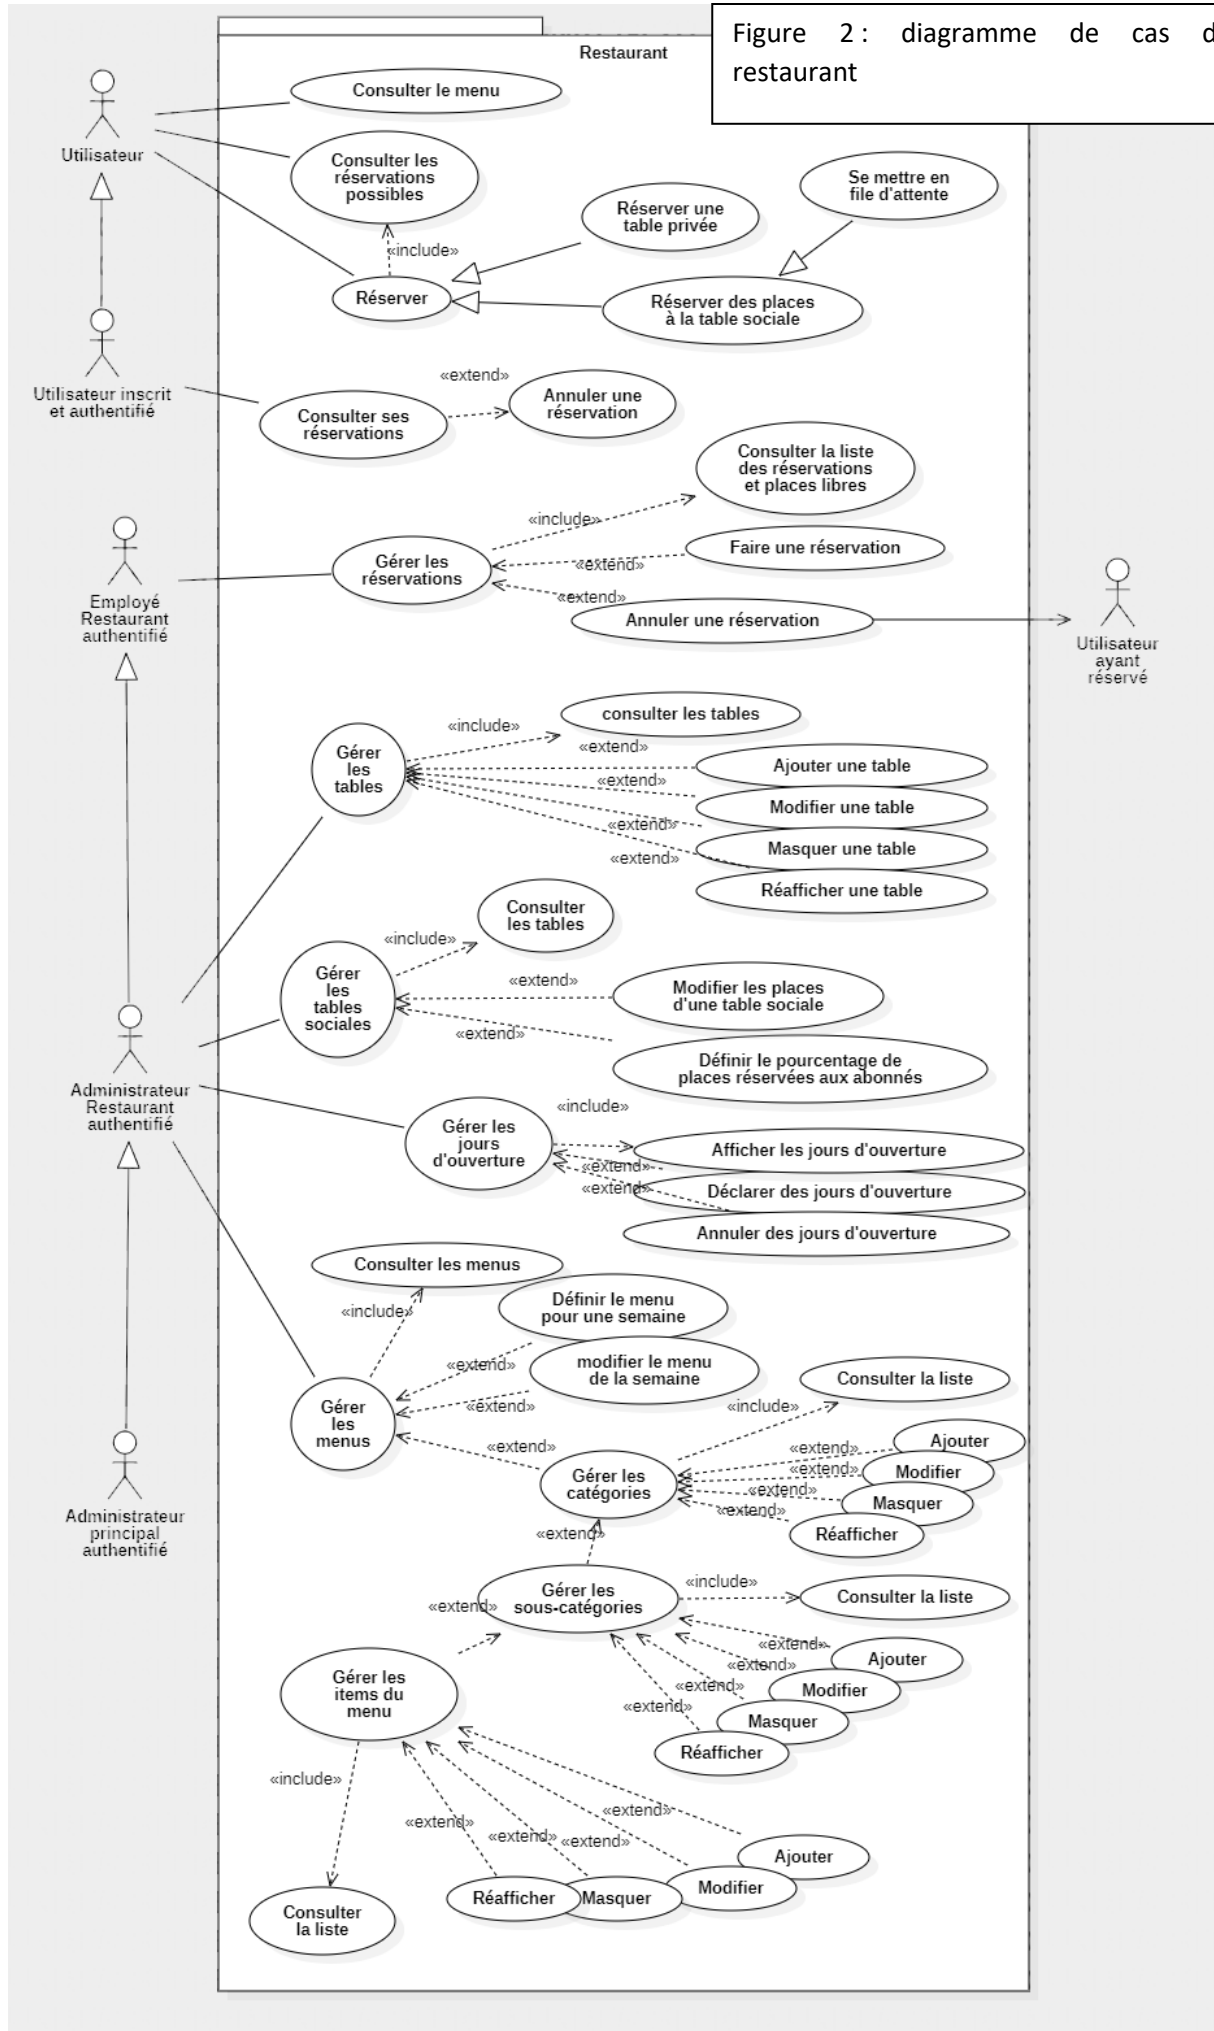 Figure 2 : diagramme de cas d
restaurant
Restaurant
Consulter le menu
Utilisateur
Consulter les
réservations
possibles
Se mettre en
file d'attente
Réserver une
table privée
«include»
Réserver
Réserver des places
à la table sociale
Utilisateur inscrit
et authentifié
«extend»
Annuler une
réservation
Consulter ses
réservations
Consulter la liste
des réservations
et places libres
«include»
Faire une réservation
Gérer les
réservations
«extend»
«extend»
Employé
Restaurant
authentifié
Annuler une réservation
Utilisateur
ayant
réservé
consulter les tables
«include»
Gérer
les
tables
«extend»
Ajouter une table
«extend»
Modifier une table
«extend»
Masquer une table
«extend»
Réafficher une table
Consulter
les tables
«include»
Gérer
les
tables
sociales
«extend»
Modifier les places
d'une table sociale
«extend»
Définir le pourcentage de
places réservées aux abonnés
Administrateur
Restaurant
authentifié
«include»
Gérer les
jours
d'ouverture
Afficher les jours d'ouverture
«extend»
«extend»
Déclarer des jours d'ouverture
Annuler des jours d'ouverture
Consulter les menus
«include»
Définir le menu
pour une semaine
«extend»
modifier le menu
de la semaine
«extend»
Gérer
les
menus
Consulter la liste
«include»
«extend»
Gérer les
catégories
«extend»
Ajouter
«extend»
Modifier
«extend»
Masquer
«extend»
Réafficher
Administrateur
principal
authentifié
«extend»
Gérer les
sous-catégories
«include»
Consulter la liste
«extend»
«extend»
Ajouter
«extend»
Modifier
«extend»
Masquer
«extend»
Réafficher
Gérer les
items du
menu
«include»
«extend»
«extend»
«extend»
«extend»
Ajouter
Modifier
Masquer
Réafficher
Consulter
la liste